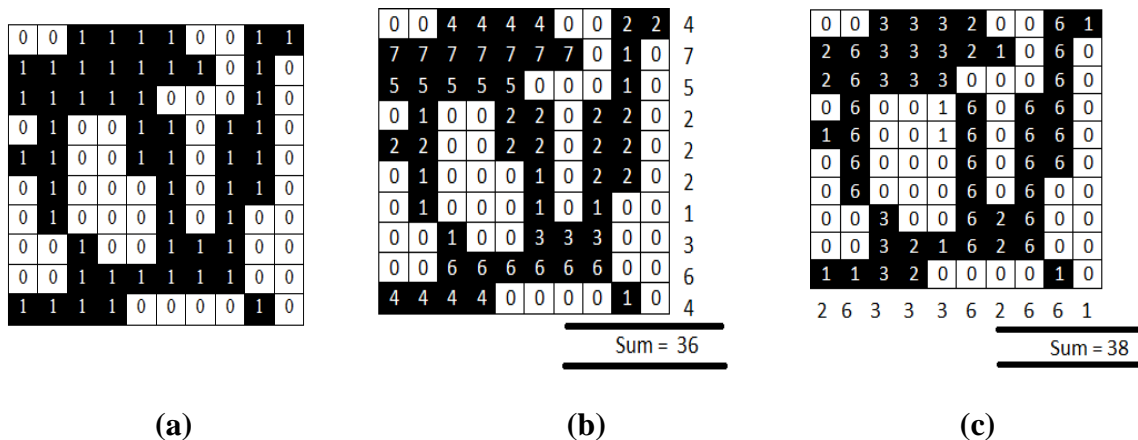 0 0 1 1 1 1 0 0 1 1
1 1 1 1 1 1 1 0 1 0
1 1 1 1 1 0 0 0 1 0
0 1 0 0 1 1 0 1 1 0
1 1 0 0 1 1 0 1 1 0
0 1 0 0 0 1 0 1 1 0
0 1 0 0 0 1 0 1 0 0
0 0 1 0 0 1 1 1 0 0
0 0 1 1 1 1 1 1 0 0
1 1 1 1 0 0 0 0 1 0
(a)
0 0 4 4 4 4 0 0 2 2 4
7 7 7 7 7 7 7 0 1 0 7
5 5 5 5 5 0 0 0 1 0 5
0 1 0 0 2 2 0 2 2 0 2
2 2 0 0 2 2 0 2 2 0 2
0 1 0 0 0 1 0 2 2 0 2
0 1 0 0 0 1 0 1 0 0 1
0 0 1 0 0 3 3 3 0 0 3
0 0 6 6 6 6 6 6 0 0 6
4 4 4 4 0 0 0 0 1 0 4
Sum = 36
(b)
0 0 3 3 3 2 0 0 6 1
2 6 3 3 3 2 1 0 6 0
2 6 3 3 3 0 0 0 6 0
0 6 0 0 1 6 0 6 6 0
1 6 0 0 1 6 0 6 6 0
0 6 0 0 0 6 0 6 6 0
0 6 0 0 0 6 0 6 0 0
0 0 3 0 0 6 2 6 0 0
0 0 3 2 1 6 2 6 0 0
1 1 3 2 0 0 0 0 1 0
2 6 3 3 3 6 2 6 6 1
Sum = 38
(c)